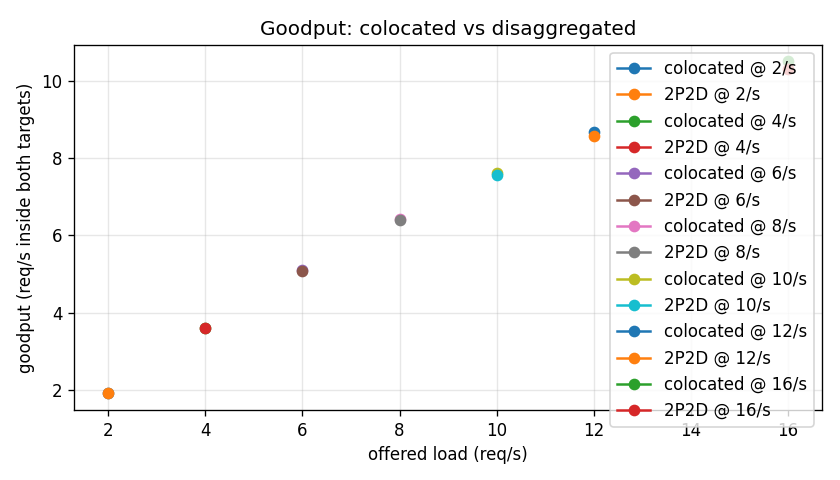 Goodput: colocated vs disaggregated
goodput (req/s inside both targets)
10
8
6
4
2
2
4
6
8
10
12
14
16
offered load (req/s)
colocated @ 2/s
2P2D @ 2/s
colocated @ 4/s
2P2D @ 4/s
colocated @ 6/s
2P2D @ 6/s
colocated @ 8/s
2P2D @ 8/s
colocated @ 10/s
2P2D @ 10/s
colocated @ 12/s
2P2D @ 12/s
colocated @ 16/s
2P2D @ 16/s